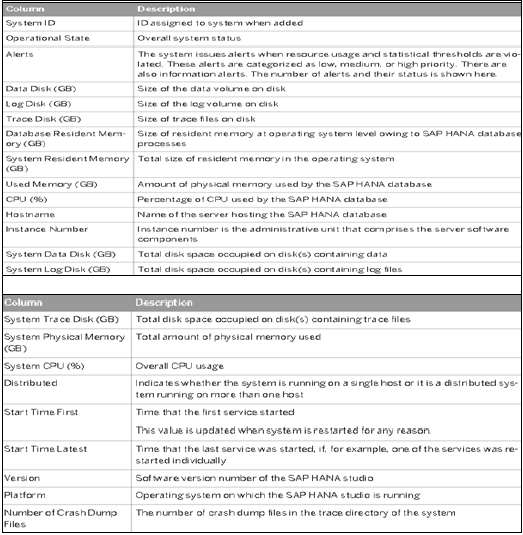 Column Description
System ID ID assigned to system when added
Operational State Overall system status
Alerts The system issues alerts when resource usage and statistical thresholds are vio-
lated. These alerts are categorized as low, medium, or high priority. There are
also information alerts. The number of alerts and their status is shown here.
Data Disk (GB) Size of the data volume on disk
Log Disk (GB) Size of the log volume on disk
Trace Disk (GB) Size of trace files on disk
Database Resident Mem- Size of resident memory at operating system level owing to SAP HANA database
ory (GB) processes
System Resident Memory Total size of resident memory in the operating system
(GB)
Used Memory (GB) Amount of physical memory used by the SAP HANA database
CPU (%) Percentage of CPU used by the SAP HANA database
Hostname Name of the server hosting the SAP HANA database
Instance Number Instance number is the administrative unit that comprises the server software
components
System Data Disk (GB) Total disk space occupied on disk(s) containing data
System Log Disk (GB) Total disk space occupied on disk(s) containing log files
Column Description
System Trace Disk (GB) Total disk space occupied on disk(s) containing trace files
System Physical Memory Total amount of physical memory used
(GB)
System CPU (%) Overall CPU usage
Distributed Indicates whether the system is running on a single host or it is a distributed sys-
tem running on more than one host
Start Time First Time that the first service started
This value is updated when system is restarted for any reason.
Start Time Latest Time that the last service was started, if, for example, one of the services was re-
started individually
Version Software version number of the SAP HANA studio
Platform Operating system on which the SAP HANA studio is running
Number of Crash Dump The number of crash dump files in the trace directory of the system
Files